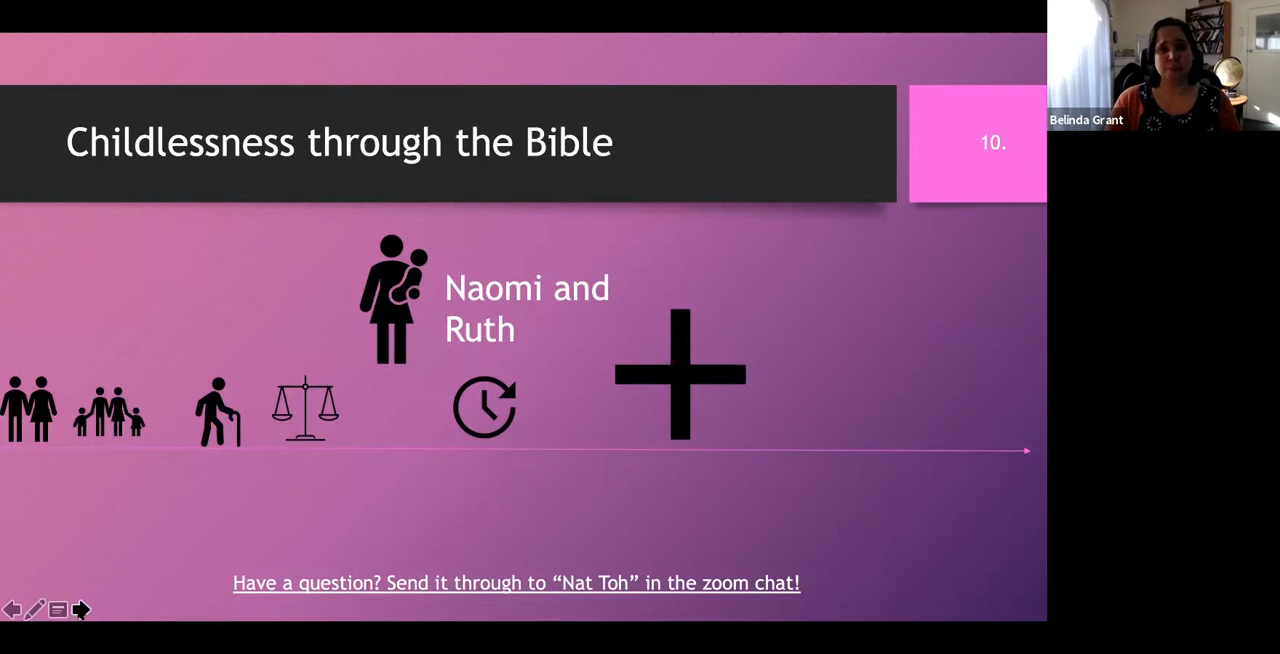 Childlessness through the Bible
10.
Belinda Grant
Naomi and
Ruth
Have a question? Send it through to “Nat Toh” in the zoom chat!